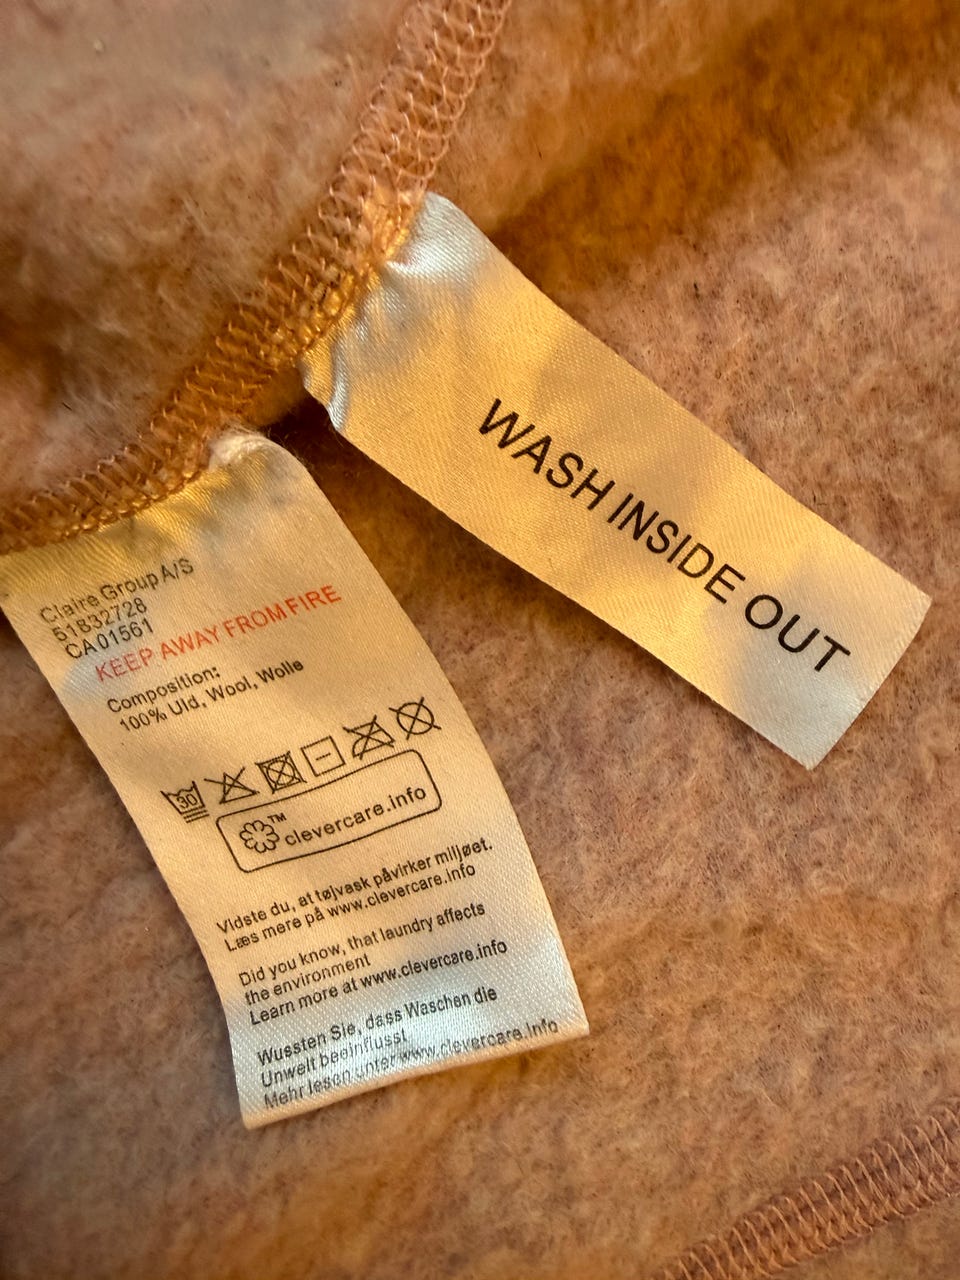 Claire Group A/S
51832728
CA01561
KEEP AWAY FROM FIRE
Composition:
100% Uld, Wool, Wolle
30
clevercare.info™
Vidste du, at tøjvask påvirker miljøet.
Læs mere på www.clevercare.info
Did you know, that laundry affects
the environment
Learn more at www.clevercare.info
Wussten Sie, dass Waschen die
Unwelt beeinflusst
Mehr lesen unter www.clevercare.info
WASH INSIDE OUT